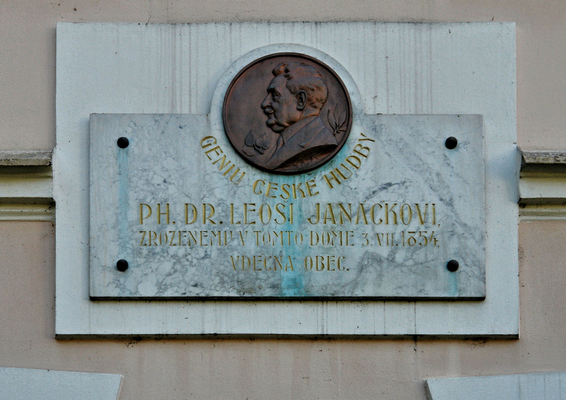 GENIU ČESKÉ HUDBY
PH. DR. LEOŠI JANÁČKOVI,
ZROZENÉMU V TOMTO DOMĚ 3. VII. 1854,
VDĚČNÁ OBEC.